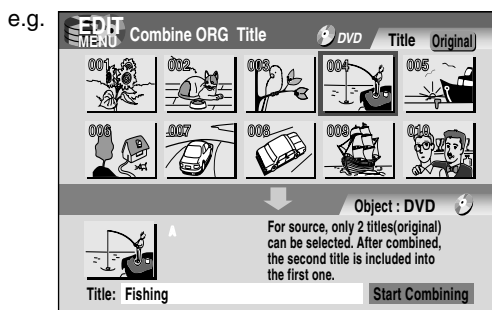 e.g.
EDIT
MENU
Combine ORG Title
DVD
Title
Original
001
002
003
004
005
006
007
008
009
010
Object : DVD
A
For source, only 2 titles(original)
can be selected. After combined,
the second title is included into
the first one.
Title: Fishing
Start Combining